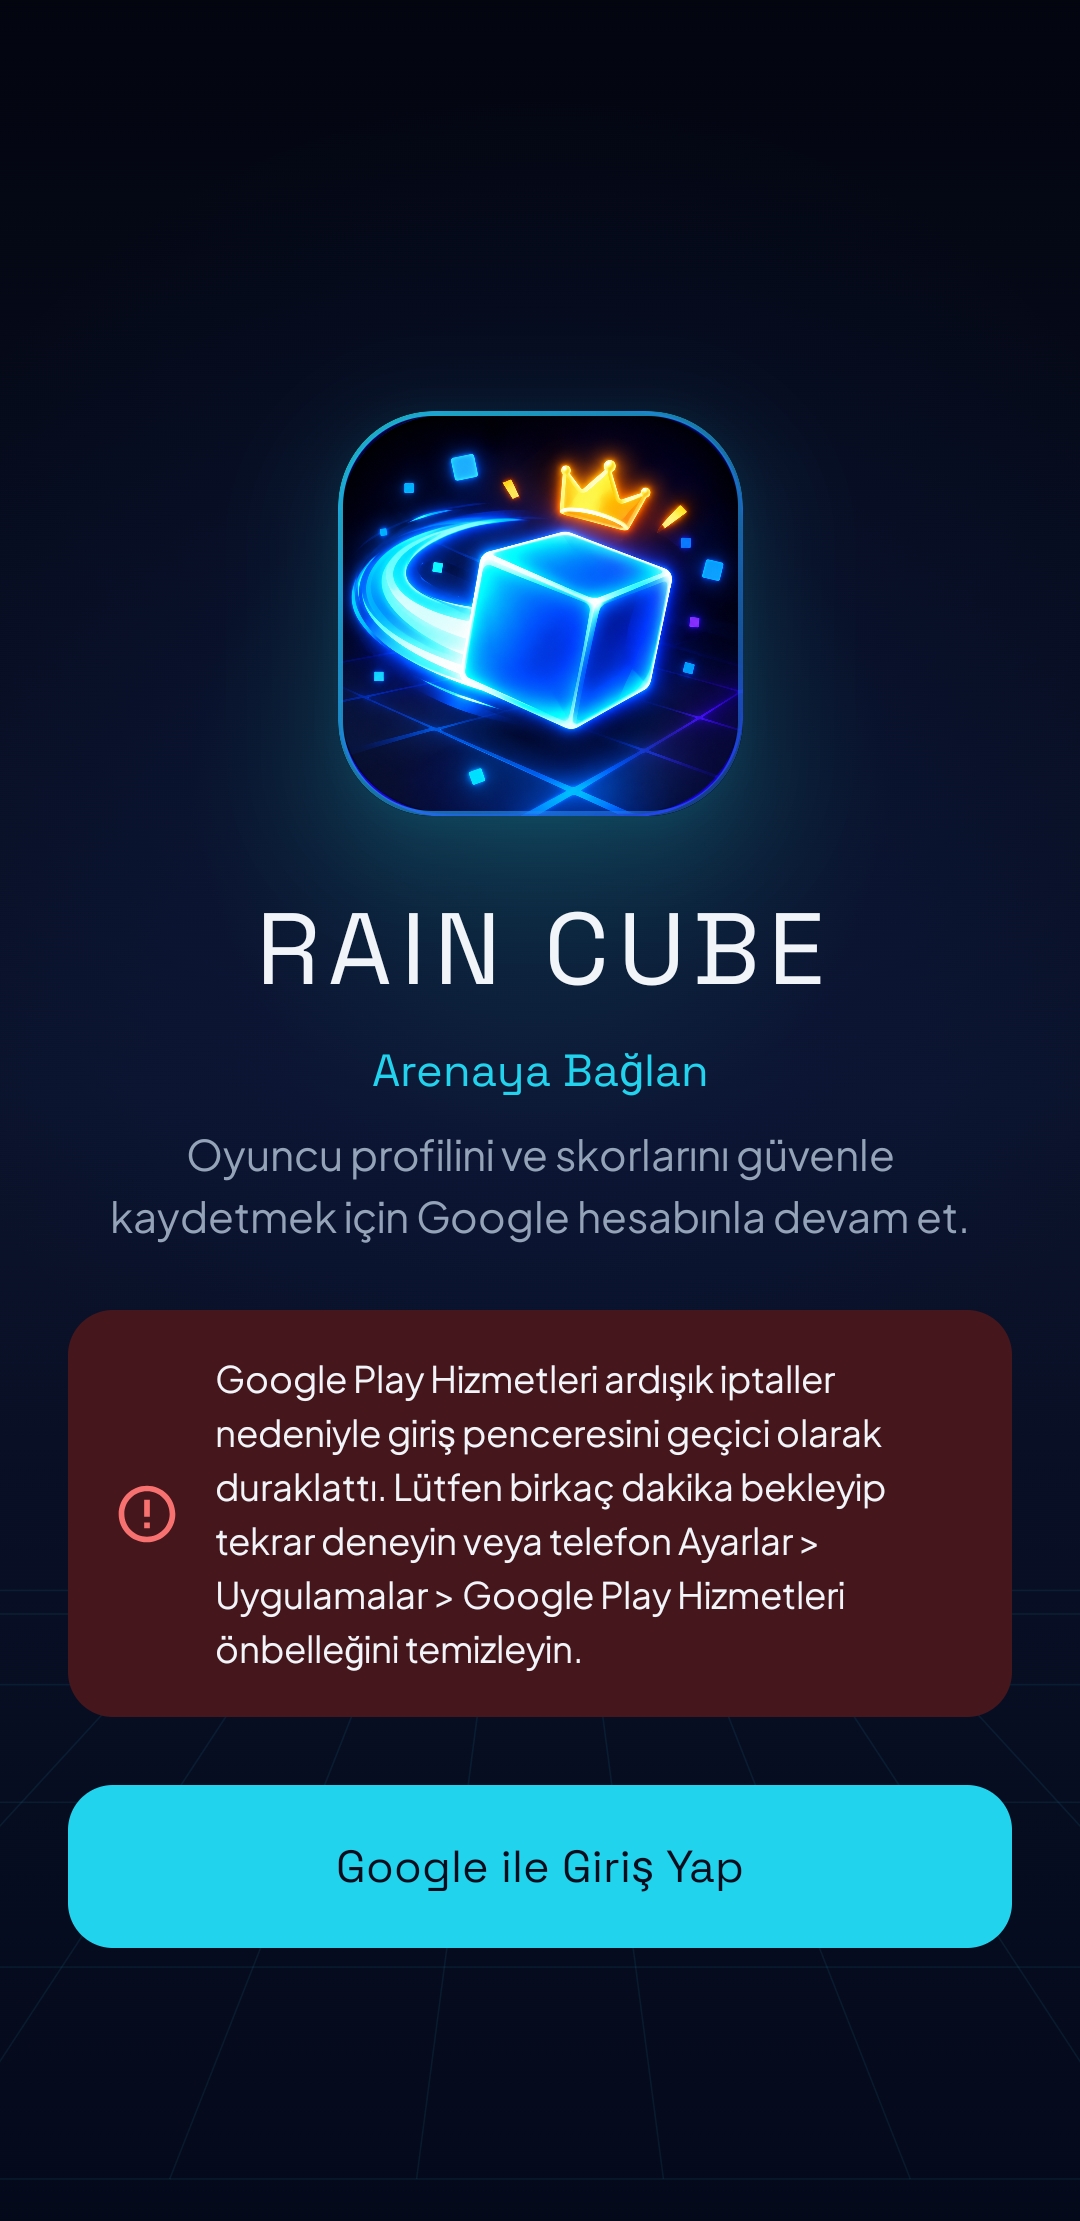 RAIN CUBE
Arenaya Bağlan
Oyuncu profilini ve skorlarını güvenle
kaydetmek için Google hesabınla devam et.
Google Play Hizmetleri ardışık iptaller
nedeniyle giriş penceresini geçici olarak
duraklattı. Lütfen birkaç dakika bekleyip
tekrar deneyin veya telefon Ayarlar >
Uygulamalar > Google Play Hizmetleri
önbelleğini temizleyin.
Google ile Giriş Yap